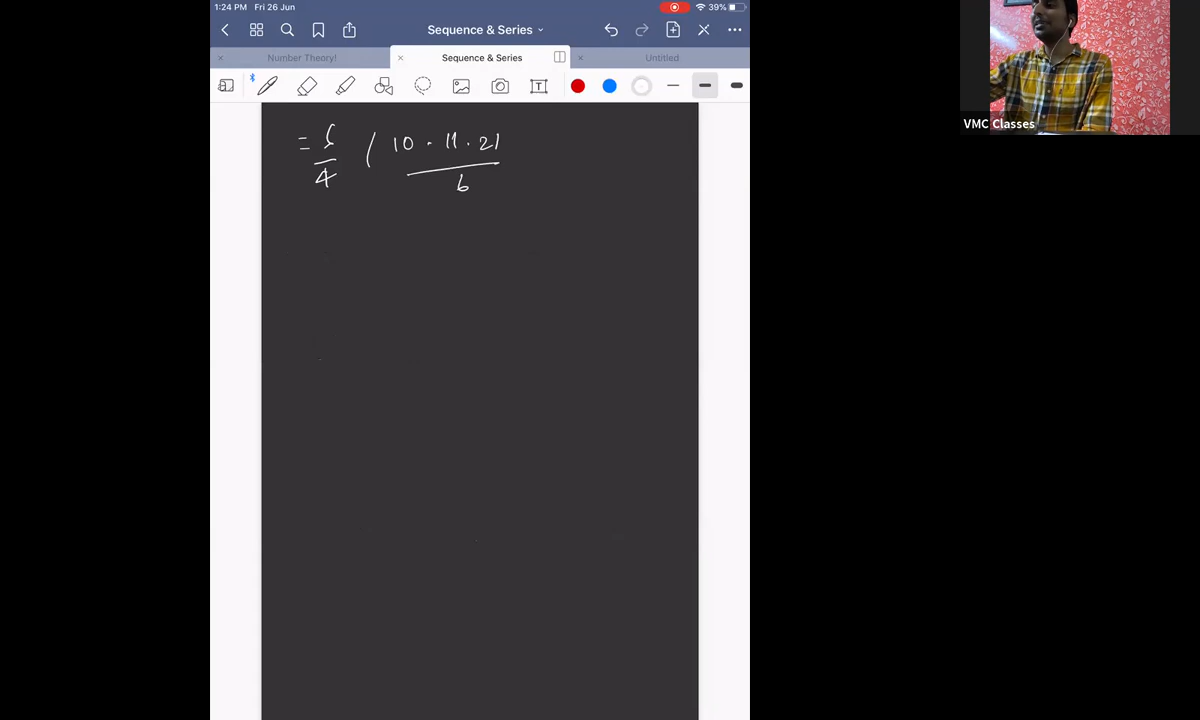 1:24 PM Fri 26 Jun 39%
Sequence & Series
Number Theory! Sequence & Series Untitled
VMC Classes
= 6/4 ( 10 · 11 · 21
6